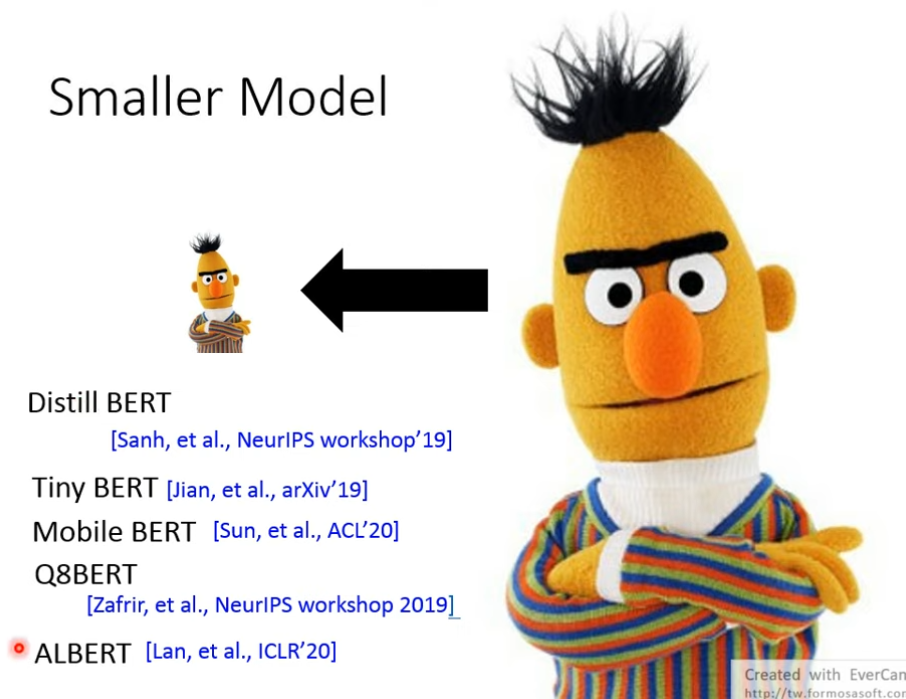 Smaller Model
Distill BERT
[Sanh, et al., NeurIPS workshop'19]
Tiny BERT [Jian, et al., arXiv'19]
Mobile BERT [Sun, et al., ACL'20]
Q8BERT
[Zafrir, et al., NeurIPS workshop 2019]
ALBERT [Lan, et al., ICLR'20]
Created with EverCam
http://tw.formosasoft.com